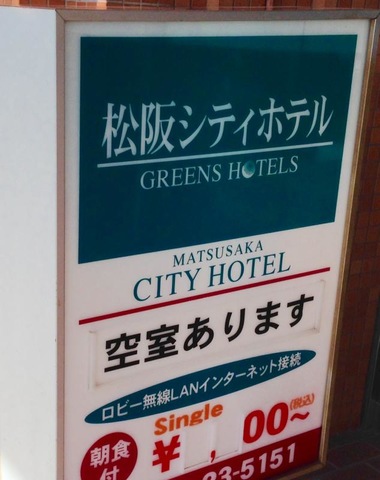 松阪シティホテル
GREENS HOTELS
MATSUSAKA
CITY HOTEL
空室あります
ロビー無線LANインターネット接続
Single
朝食付
¥ , 00~(税込)
3-5151